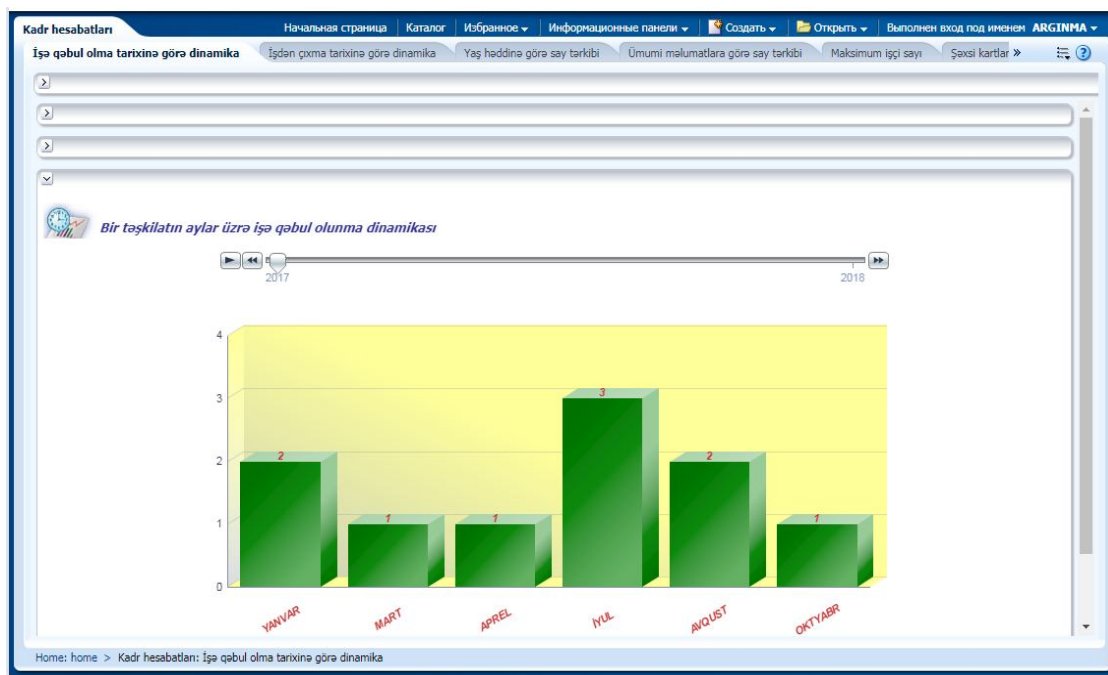 Kadr hesabatları Начальная страница Каталог Избранное Информационные панели Создать Открыть Выполнен вход под именем ARGINMA
İşə qəbul olma tarixinə görə dinamika İşdən çıxma tarixinə görə dinamika Yaş həddinə görə say tərkibi Ümumi məlumatlara görə say tərkibi Maksimum işçi sayı Şəxsi kartlar »
Bir təşkilatın aylar üzrə işə qəbul olunma dinamikası
2017 2018
4
3
2
1
0
2 1 1 3 2 1
YANVAR MART APREL İYUL AVQUST OKTYABR
Home: home > Kadr hesabatları: İşə qəbul olma tarixinə görə dinamika